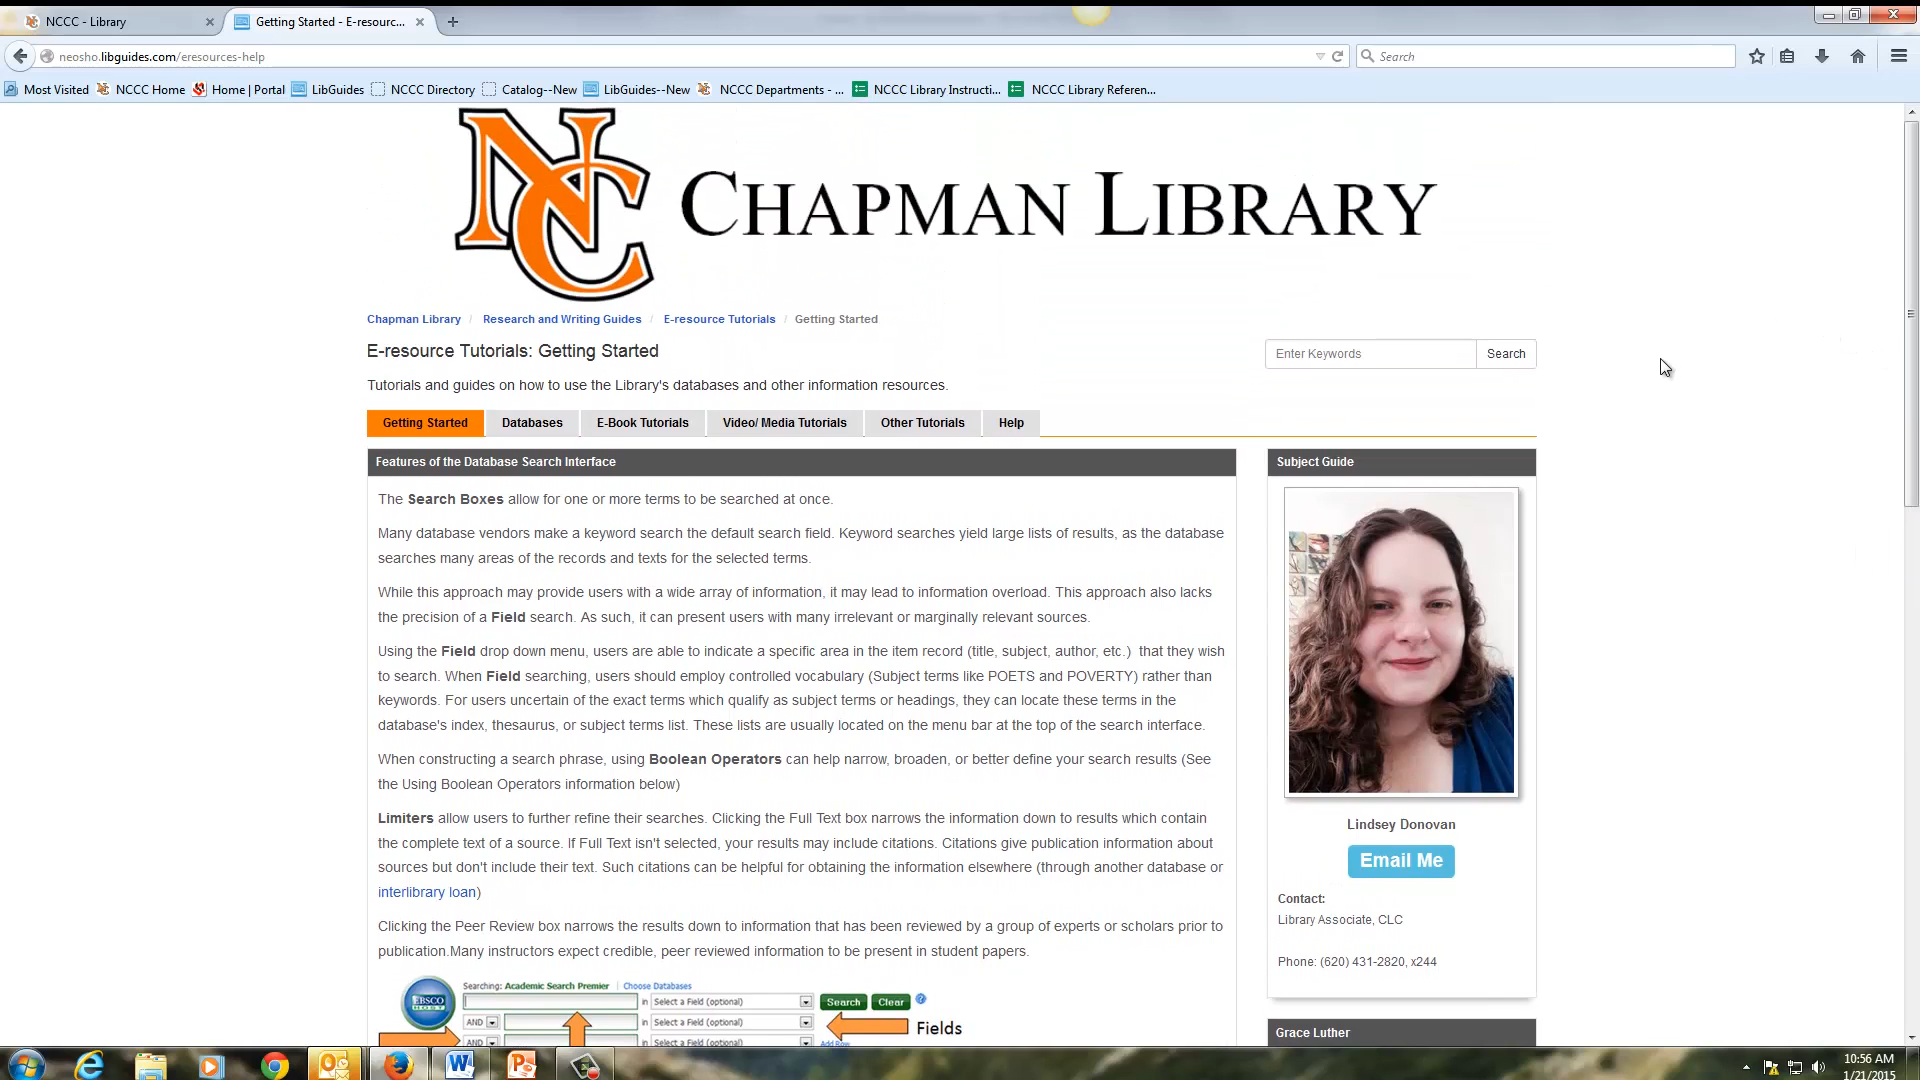 NCCC - Library
Getting Started - E-resourc...
neosho.libguides.com/eresources-help
Search
Most Visited NCCC Home Home | Portal LibGuides NCCC Directory Catalog--New LibGuides--New NCCC Departments - ... NCCC Library Instructi... NCCC Library Referen...
NC CHAPMAN LIBRARY
Chapman Library / Research and Writing Guides / E-resource Tutorials / Getting Started
E-resource Tutorials: Getting Started
Enter Keywords Search
Tutorials and guides on how to use the Library's databases and other information resources.
Getting Started Databases E-Book Tutorials Video/ Media Tutorials Other Tutorials Help
Features of the Database Search Interface
The Search Boxes allow for one or more terms to be searched at once.
Many database vendors make a keyword search the default search field. Keyword searches yield large lists of results, as the database
searches many areas of the records and texts for the selected terms.
While this approach may provide users with a wide array of information, it may lead to information overload. This approach also lacks
the precision of a Field search. As such, it can present users with many irrelevant or marginally relevant sources.
Using the Field drop down menu, users are able to indicate a specific area in the item record (title, subject, author, etc.) that they wish
to search. When Field searching, users should employ controlled vocabulary (Subject terms like POETS and POVERTY) rather than
keywords. For users uncertain of the exact terms which qualify as subject terms or headings, they can locate these terms in the
database's index, thesaurus, or subject terms list. These lists are usually located on the menu bar at the top of the search interface.
When constructing a search phrase, using Boolean Operators can help narrow, broaden, or better define your search results (See
the Using Boolean Operators information below)
Limiters allow users to further refine their searches. Clicking the Full Text box narrows the information down to results which contain
the complete text of a source. If Full Text isn't selected, your results may include citations. Citations give publication information about
sources but don't include their text. Such citations can be helpful for obtaining the information elsewhere (through another database or
interlibrary loan)
Clicking the Peer Review box narrows the results down to information that has been reviewed by a group of experts or scholars prior to
publication.Many instructors expect credible, peer reviewed information to be present in student papers.
Searching: Academic Search Premier Choose Databases
EBSCO HOST
in Select a Field (optional) Search Clear
AND in Select a Field (optional) Fields
AND in Select a Field (optional) Add Row
Subject Guide
Lindsey Donovan
Email Me
Contact:
Library Associate, CLC
Phone: (620) 431-2820, x244
Grace Luther
10:56 AM
1/21/2015